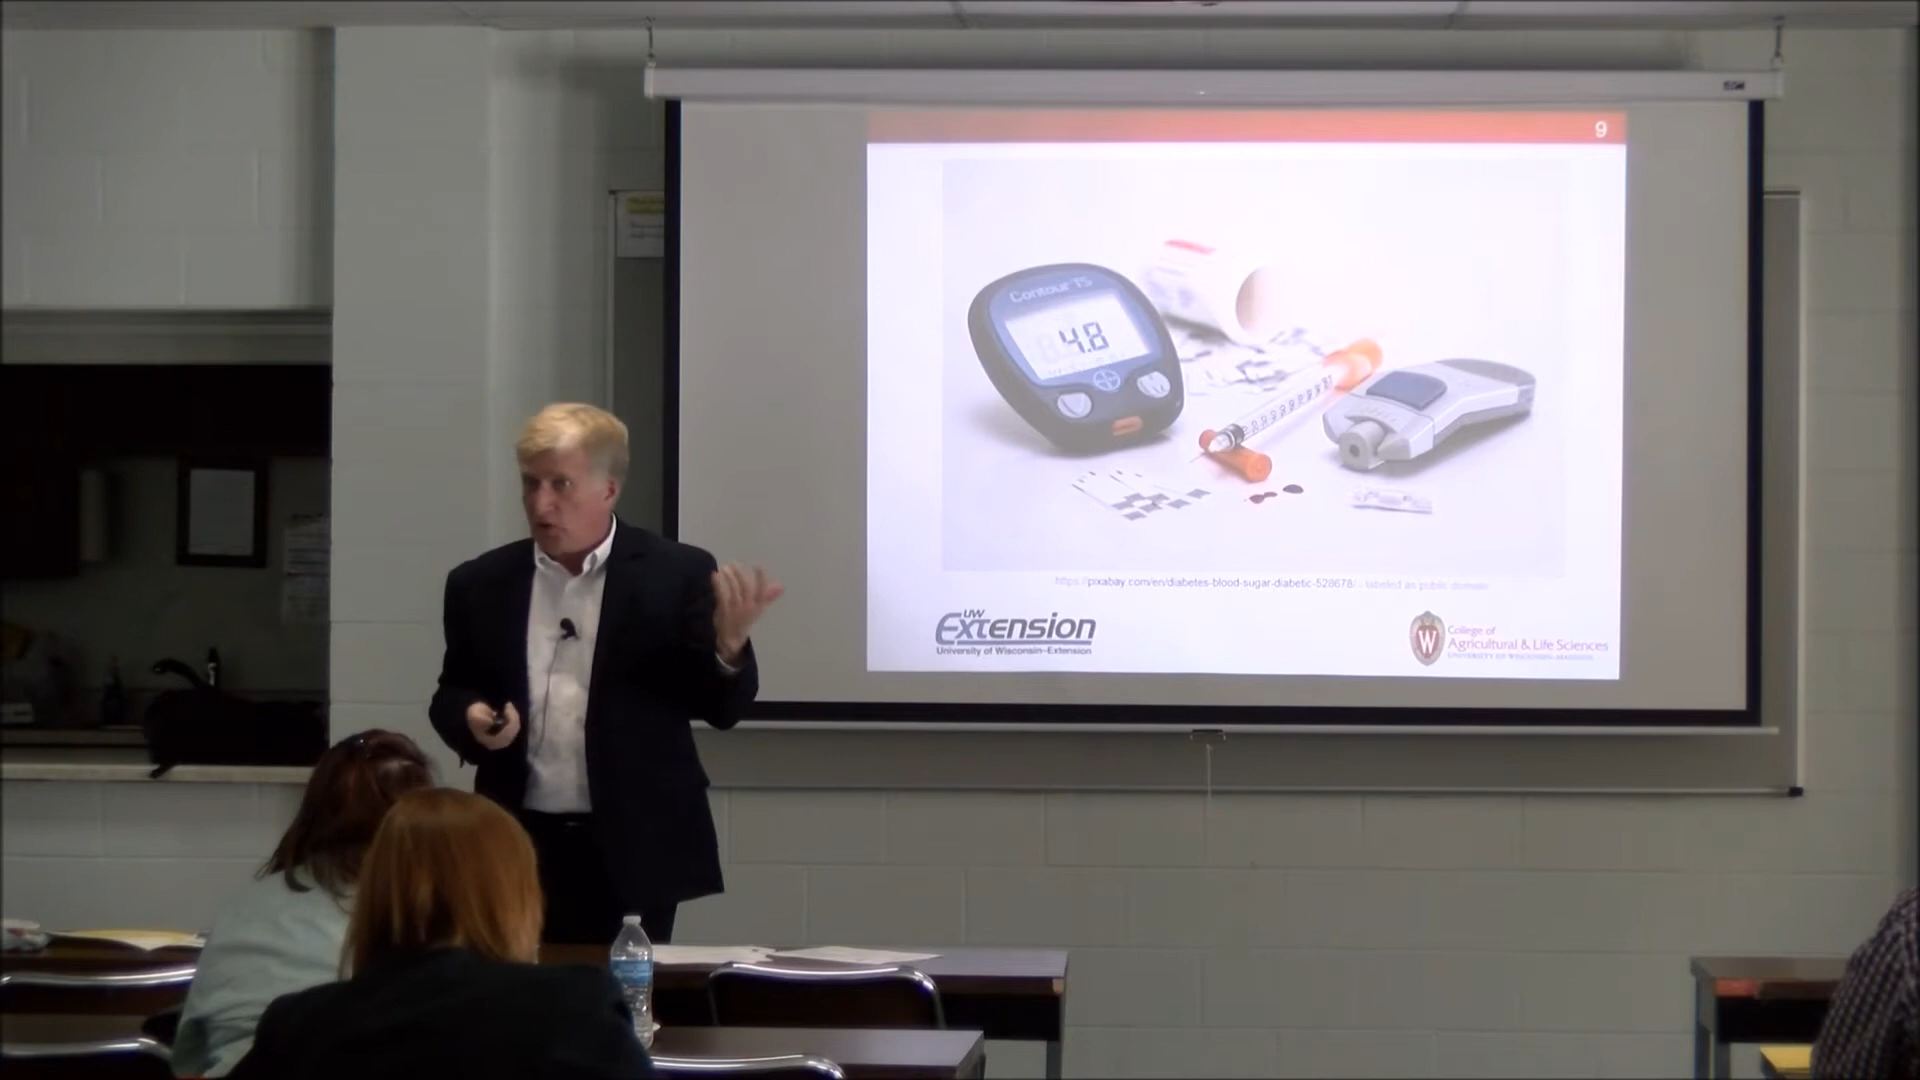 9
Contour TS
4.8
https://pixabay.com/en/diabetes-blood-sugar-diabetic-528678/ - labeled as public domain
UW
Extension
University of Wisconsin–Extension
W
College of
Agricultural & Life Sciences
UNIVERSITY OF WISCONSIN–MADISON